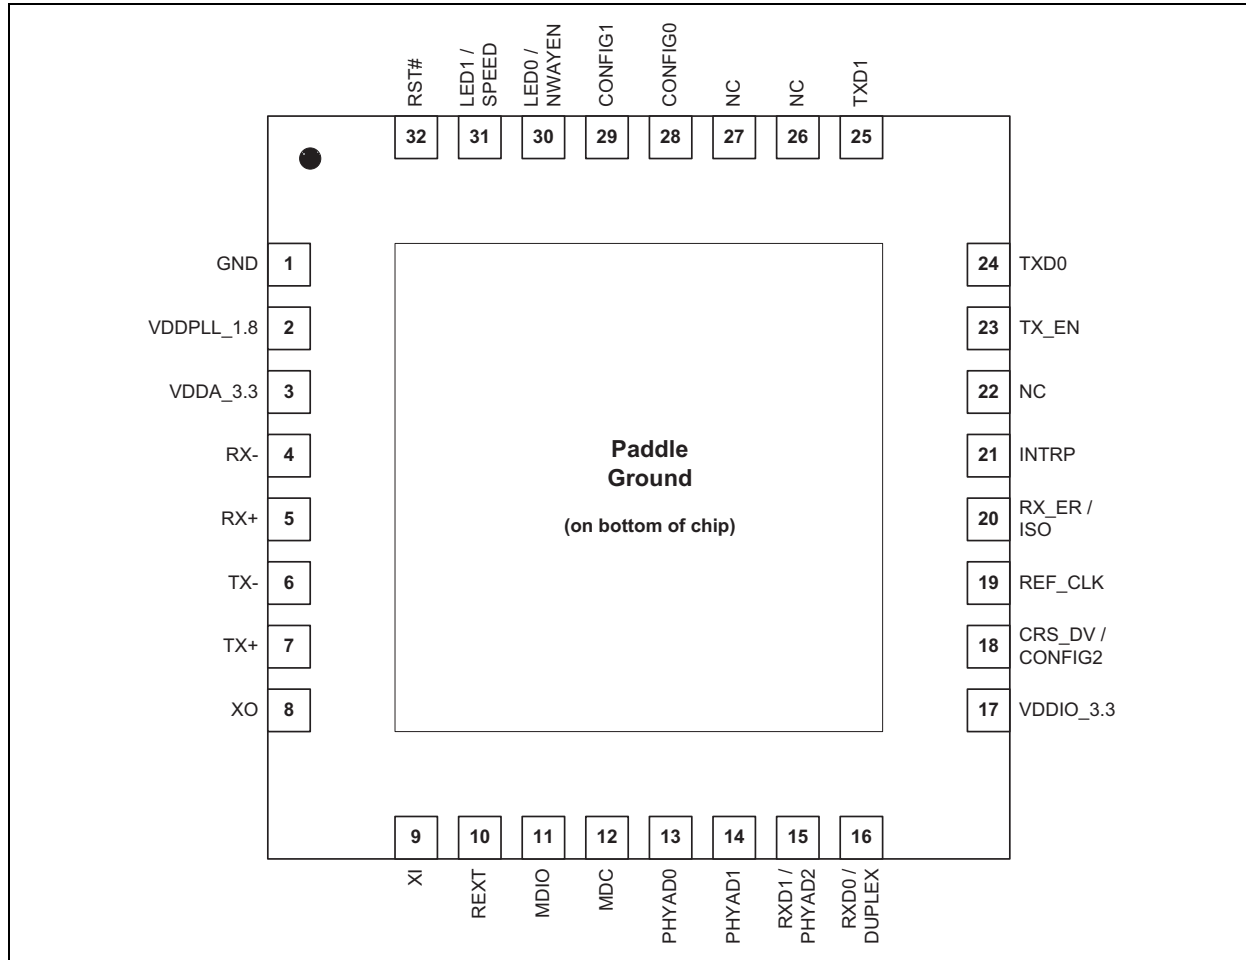 RST#
LED1 /
SPEED
LED0 /
NWAYEN
CONFIG1
CONFIG0
NC
NC
TXD1
32
31
30
29
28
27
26
25
GND
1
VDDPLL_1.8
2
VDDA_3.3
3
RX-
4
RX+
5
TX-
6
TX+
7
XO
8
Paddle
Ground
(on bottom of chip)
24
TXD0
23
TX_EN
22
NC
21
INTRP
20
RX_ER /
ISO
19
REF_CLK
18
CRS_DV /
CONFIG2
17
VDDIO_3.3
9
10
11
12
13
14
15
16
XI
REXT
MDIO
MDC
PHYAD0
PHYAD1
RXD1 /
PHYAD2
RXD0 /
DUPLEX